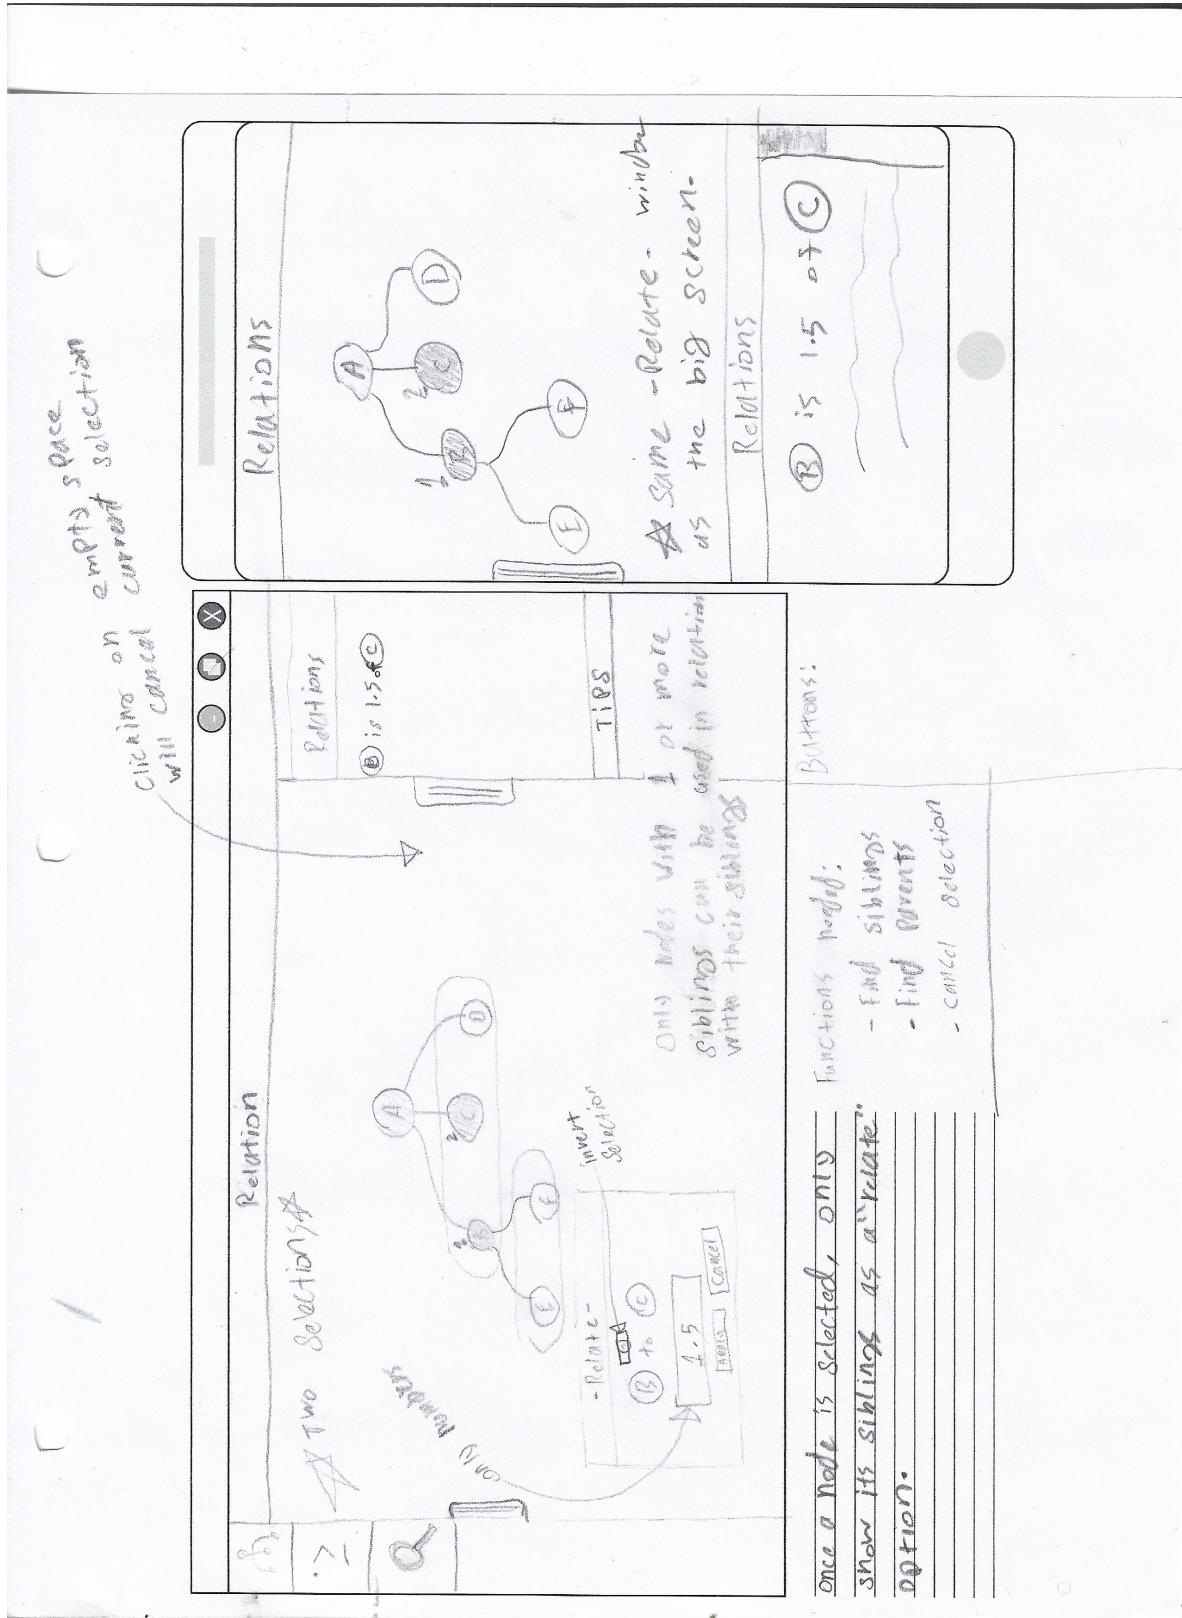 clicking on empty space
will cancel current selection
Relation
☆ Two selections ☆
A
B
2
C
D
E
F
only numbers
invert
selection
- Relate -
B to C
1.5
Apply
Cancel
Relations
B is 1.5 of C
TiPS
only nodes with 1 or more
siblings can be used in relation
with their siblings
Relations
A
1
B
2
C
D
E
F
☆ same - Relate - window
as the big screen.
Relations
B is 1.5 of C
once a node is selected, only
show its siblings as a "relate"
option.
Functions needed:
- Find siblings
- Find parents
- cancel selection
Buttons: